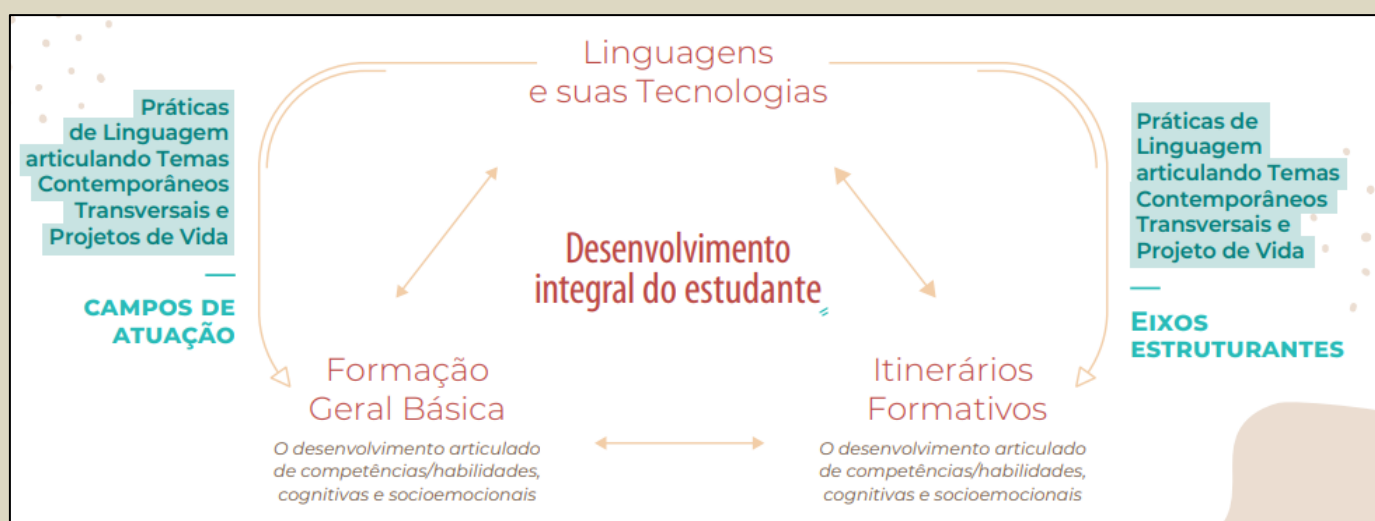 Linguagens
e suas Tecnologias
Práticas
de Linguagem
articulando Temas
Contemporâneos
Transversais e
Projetos de Vida
CAMPOS DE
ATUAÇÃO
Desenvolvimento
integral do estudante
Práticas de
Linguagem
articulando Temas
Contemporâneos
Transversais e
Projeto de Vida
EIXOS
ESTRUTURANTES
Formação
Geral Básica
O desenvolvimento articulado
de competências/habilidades,
cognitivas e socioemocionais
Itinerários
Formativos
O desenvolvimento articulado
de competências/habilidades,
cognitivas e socioemocionais